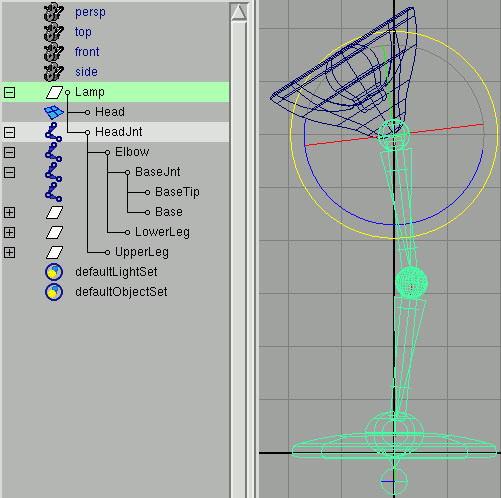 persp
top
front
side
Lamp
Head
HeadJnt
Elbow
BaseJnt
BaseTip
Base
LowerLeg
UpperLeg
defaultLightSet
defaultObjectSet